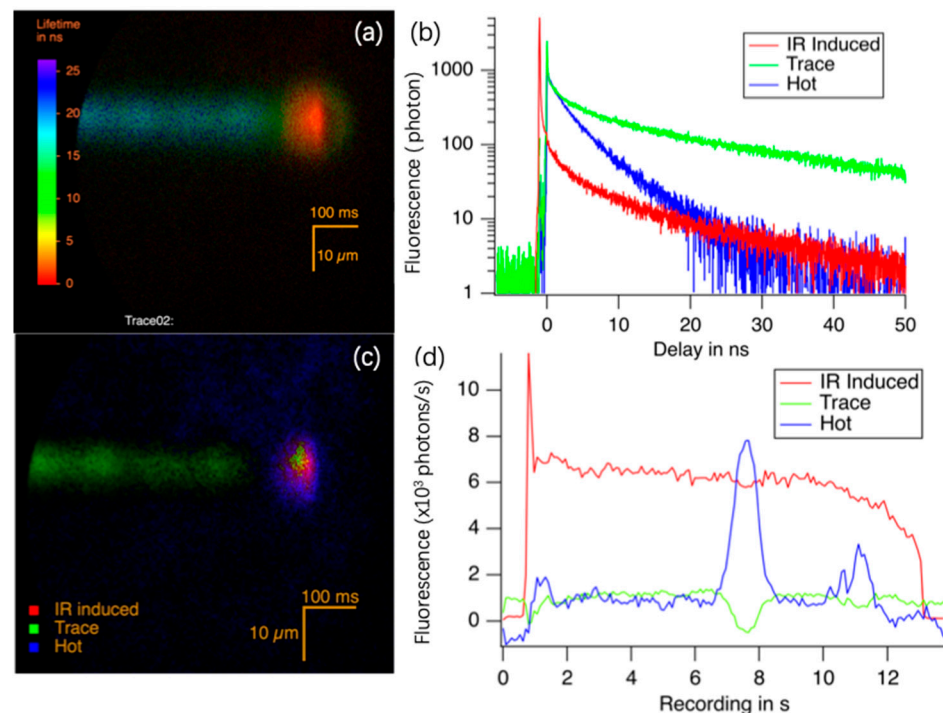 Lifetime
in ns
(a)
25
20
15
10
5
0
100 ms
10 µm
Trace02:
(b)
IR Induced
Trace
Hot
1000
100
10
1
Fluorescence ( photon)
0
10
20
30
40
50
Delay in ns
(c)
IR induced
Trace
Hot
100 ms
10 µm
(d)
IR Induced
Trace
Hot
10
8
6
4
2
0
Fluorescence (x10³ photons/s)
0
2
4
6
8
10
12
Recording in s